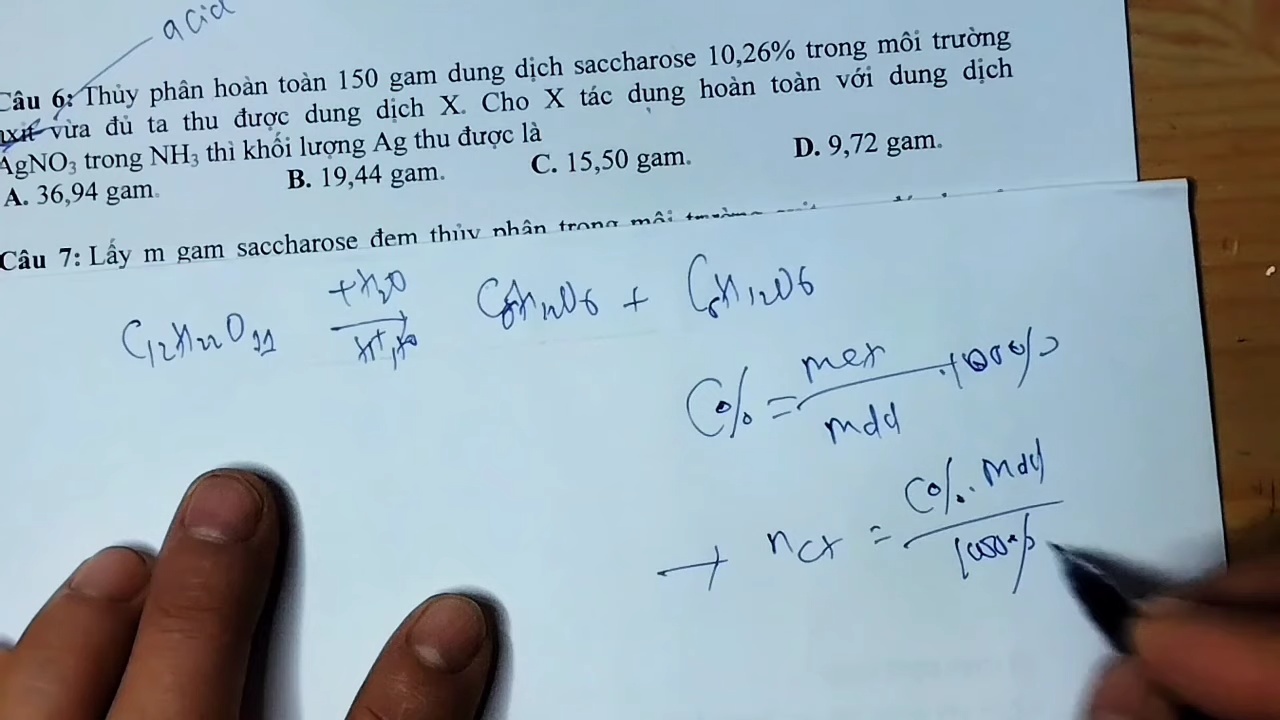 acid
Câu 6: Thủy phân hoàn toàn 150 gam dung dịch saccharose 10,26% trong môi trường
axit vừa đủ ta thu được dung dịch X. Cho X tác dụng hoàn toàn với dung dịch
AgNO₃ trong NH₃ thì khối lượng Ag thu được là
A. 36,94 gam. B. 19,44 gam. C. 15,50 gam. D. 9,72 gam.
Câu 7: Lấy m gam saccharose đem thủy phân trong môi trường
C₁₂H₂₂O₁₁ +H₂O → H⁺, t° C₆H₁₂O₆ + C₆H₁₂O₆
C% = mct / mdd . 100%
→ mct = C% . mdd / 100%